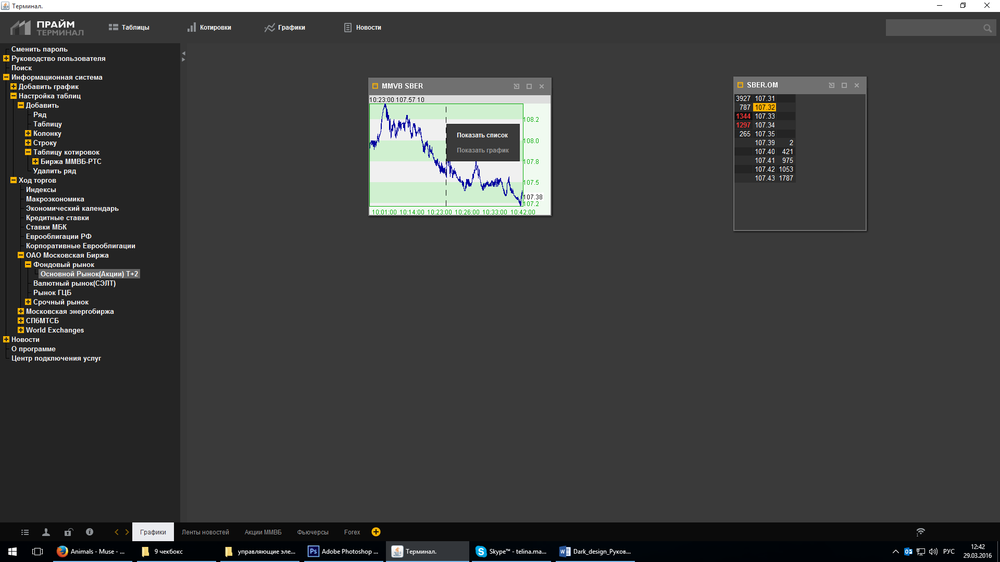 Терминал.
ПРАЙМ
ТЕРМИНАЛ
Таблицы
Котировки
Графики
Новости
Сменить пароль
Руководство пользователя
Поиск
Информационная система
Добавить график
Настройка таблиц
Добавить
Ряд
Таблицу
Колонку
Строку
Таблицу котировок
Биржа ММВБ-РТС
Удалить ряд
Ход торгов
Индексы
Макроэкономика
Экономический календарь
Кредитные ставки
Ставки МБК
Еврооблигации РФ
Корпоративные Еврооблигации
ОАО Московская Биржа
Фондовый рынок
Основной Рынок(Акции) Т+2
Валютный рынок(СЭЛТ)
Рынок ГЦБ
Срочный рынок
Московская энергобиржа
СПбМТСБ
World Exchanges
Новости
О программе
Центр подключения услуг
MMVB SBER
10:23:00 107.57 10
108.2
108.0
107.8
107.5
107.38
107.2
10:01:00 10:14:00 10:23:00 10:26:00 10:33:00 10:42:00
Показать список
Показать график
SBER.OM
3927 107.31
787 107.32
1344 107.33
1297 107.34
265 107.35
107.39 2
107.40 421
107.41 975
107.42 1053
107.43 1787
Графики
Ленты новостей
Акции ММВБ
Фьючерсы
Forex
1
Animals - Muse - ...
9 чекбокс
управляющие эле...
Adobe Photoshop ...
Терминал.
Skype™ - telina.ma...
Dark_design_Руков...
РУС
12:42
29.03.2016